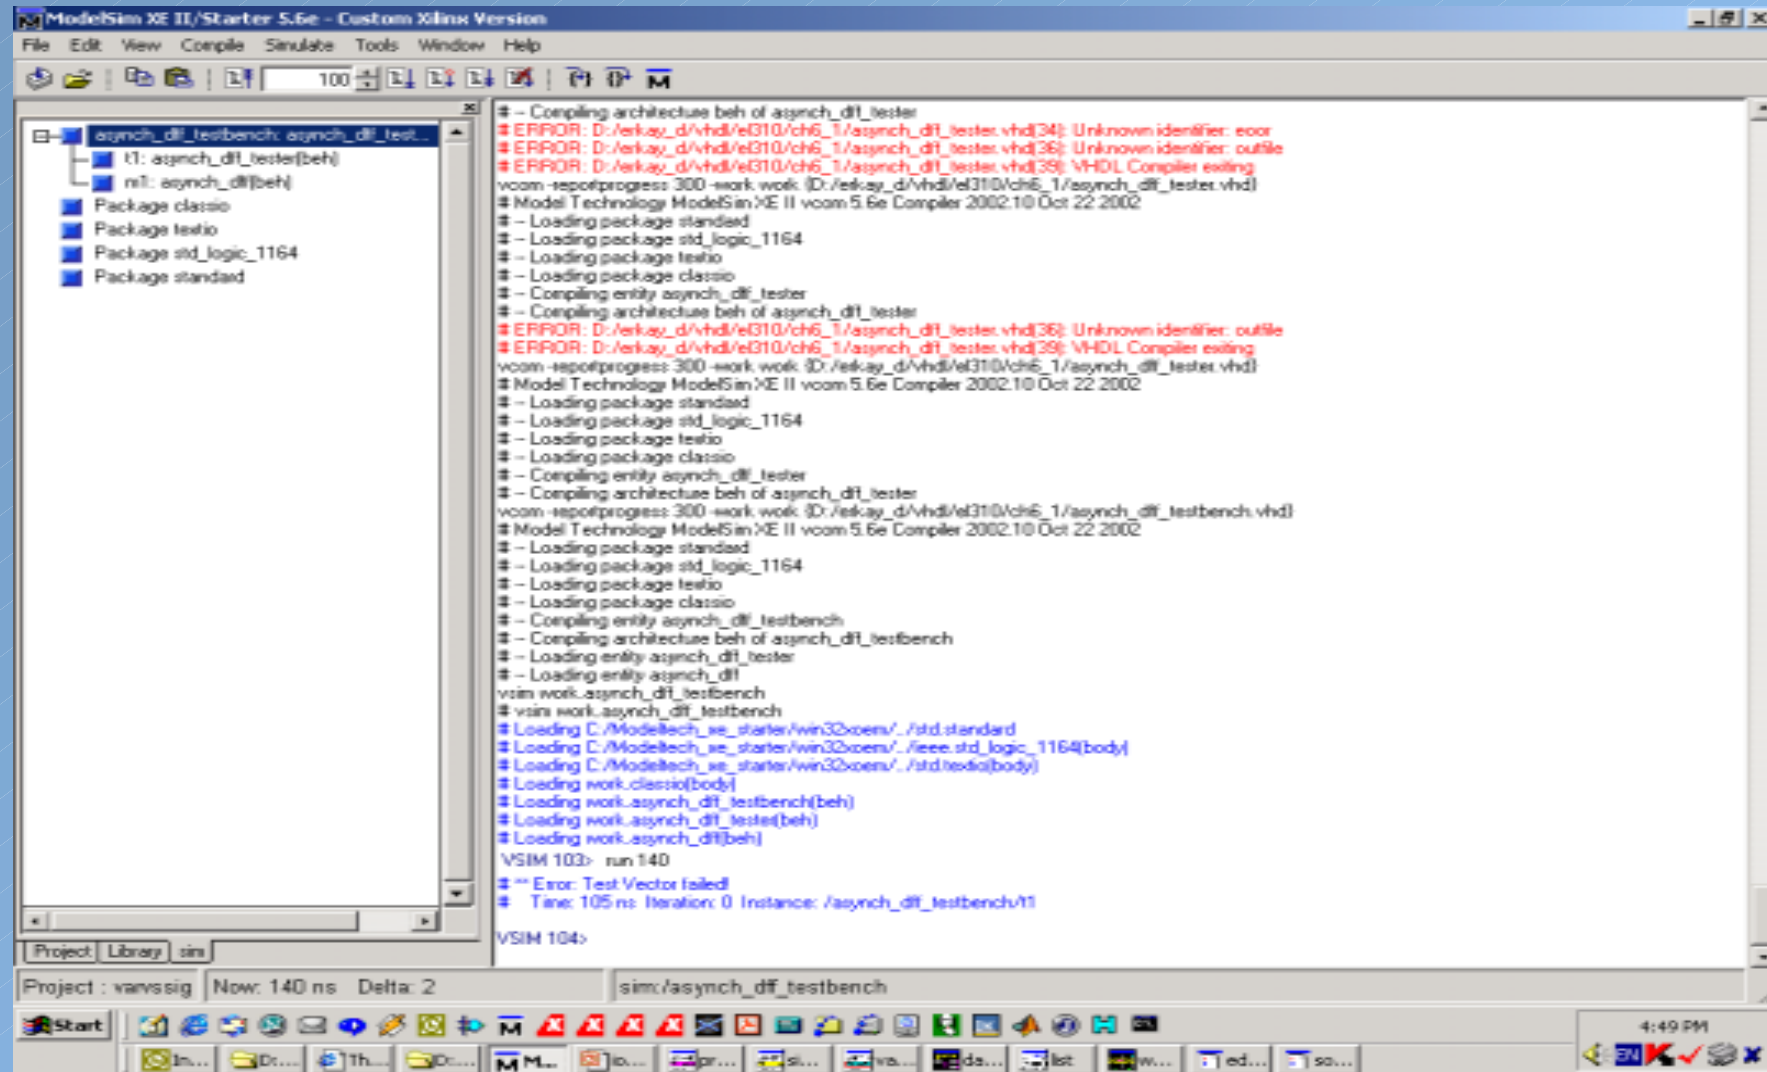 ModelSim XE II/Starter 5.6e - Custom Xilinx Version
File Edit View Compile Simulate Tools Window Help
100
asynch_dff_testbench: asynch_dff_test...
t1: asynch_dff_tester(beh)
m1: asynch_dff(beh)
Package classio
Package textio
Package std_logic_1164
Package standard
# -- Compiling architecture beh of asynch_dff_tester
# ERROR: D:/erkay_d/vhdl/el310/ch6_1/asynch_dff_tester.vhd(34): Unknown identifier: eoor
# ERROR: D:/erkay_d/vhdl/el310/ch6_1/asynch_dff_tester.vhd(36): Unknown identifier: outfile
# ERROR: D:/erkay_d/vhdl/el310/ch6_1/asynch_dff_tester.vhd(39): VHDL Compiler exiting
vcom -reportprogress 300 -work work {D:/erkay_d/vhdl/el310/ch6_1/asynch_dff_tester.vhd}
# Model Technology ModelSim XE II vcom 5.6e Compiler 2002.10 Oct 22 2002
# -- Loading package standard
# -- Loading package std_logic_1164
# -- Loading package textio
# -- Loading package classio
# -- Compiling entity asynch_dff_tester
# -- Compiling architecture beh of asynch_dff_tester
# ERROR: D:/erkay_d/vhdl/el310/ch6_1/asynch_dff_tester.vhd(36): Unknown identifier: outfile
# ERROR: D:/erkay_d/vhdl/el310/ch6_1/asynch_dff_tester.vhd(39): VHDL Compiler exiting
vcom -reportprogress 300 -work work {D:/erkay_d/vhdl/el310/ch6_1/asynch_dff_tester.vhd}
# Model Technology ModelSim XE II vcom 5.6e Compiler 2002.10 Oct 22 2002
# -- Loading package standard
# -- Loading package std_logic_1164
# -- Loading package textio
# -- Loading package classio
# -- Compiling entity asynch_dff_tester
# -- Compiling architecture beh of asynch_dff_tester
vcom -reportprogress 300 -work work {D:/erkay_d/vhdl/el310/ch6_1/asynch_dff_testbench.vhd}
# Model Technology ModelSim XE II vcom 5.6e Compiler 2002.10 Oct 22 2002
# -- Loading package standard
# -- Loading package std_logic_1164
# -- Loading package textio
# -- Loading package classio
# -- Compiling entity asynch_dff_testbench
# -- Compiling architecture beh of asynch_dff_testbench
# -- Loading entity asynch_dff_tester
# -- Loading entity asynch_dff
vsim work.asynch_dff_testbench
# vsim work.asynch_dff_testbench
# Loading C:/Modeltech_xe_starter/win32xoem/../std.standard
# Loading C:/Modeltech_xe_starter/win32xoem/../ieee.std_logic_1164(body)
# Loading C:/Modeltech_xe_starter/win32xoem/../std.textio(body)
# Loading work.classio(body)
# Loading work.asynch_dff_testbench(beh)
# Loading work.asynch_dff_tester(beh)
# Loading work.asynch_dff(beh)
VSIM 103> run 140
# ** Error: Test Vector failed!
# Time: 105 ns Iteration: 0 Instance: /asynch_dff_testbench/t1
VSIM 104>
Project Library sim
Project : varvssig Now: 140 ns Delta: 2 sim:/asynch_dff_testbench
Start 4:49 PM
In... D:... Th... D:... M... io... pr... si... va... da... list w... ed... so... EN